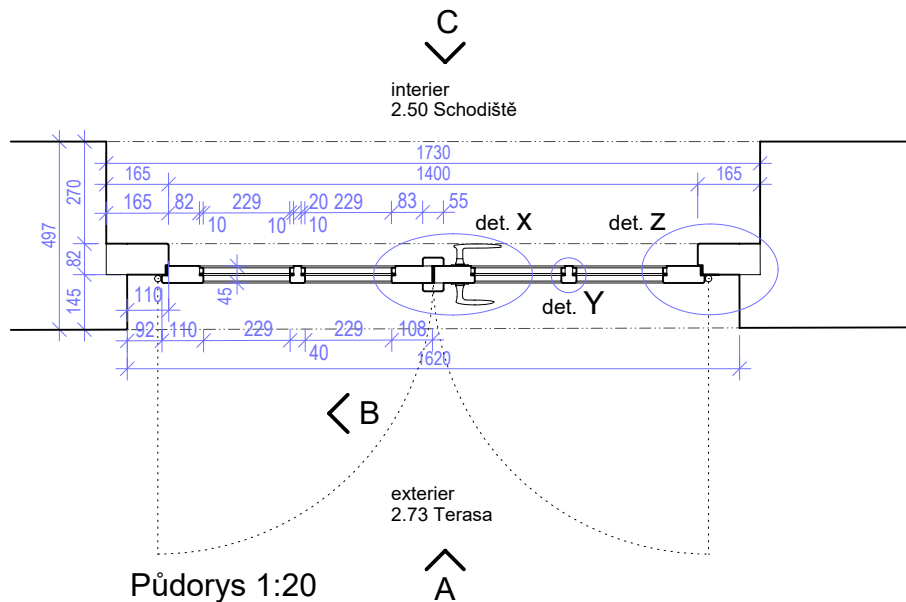 C
interier
2.50 Schodiště
1730
165 1400 165
165 82 229 20 229 83 55
10 10 10
det. X det. Z
270
497
82
145
45
det. Y
110
92 110 229 229 108
40
1620
B
exterier
2.73 Terasa
Půdorys 1:20
A